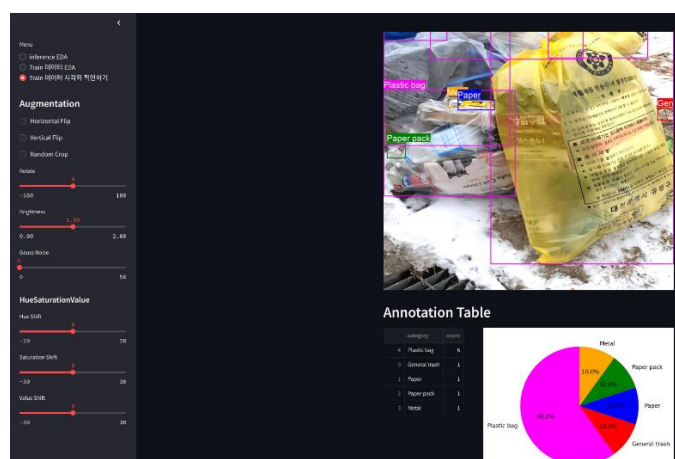 Menu
inference EDA
Train 데이터 EDA
Train 데이터 시각화 확인하기
Augmentation
Horizontal Flip
Vertical Flip
Random Crop
Rotate
0
-180 180
Brightness
1.00
0.00 2.00
Gauss Noise
0
0 50
HueSaturationValue
Hue Shift
0
-20 20
Saturation Shift
0
-30 30
Value Shift
0
-30 30
Plastic bag
Paper
Gen
Paper pack
Annotation Table
category count
4 Plastic bag 6
0 General trash 1
1 Paper 1
2 Paper pack 1
3 Metal 1
Metal
Paper pack
Paper
General trash
Plastic bag
10.0%
10.0%
10.0%
60.0%